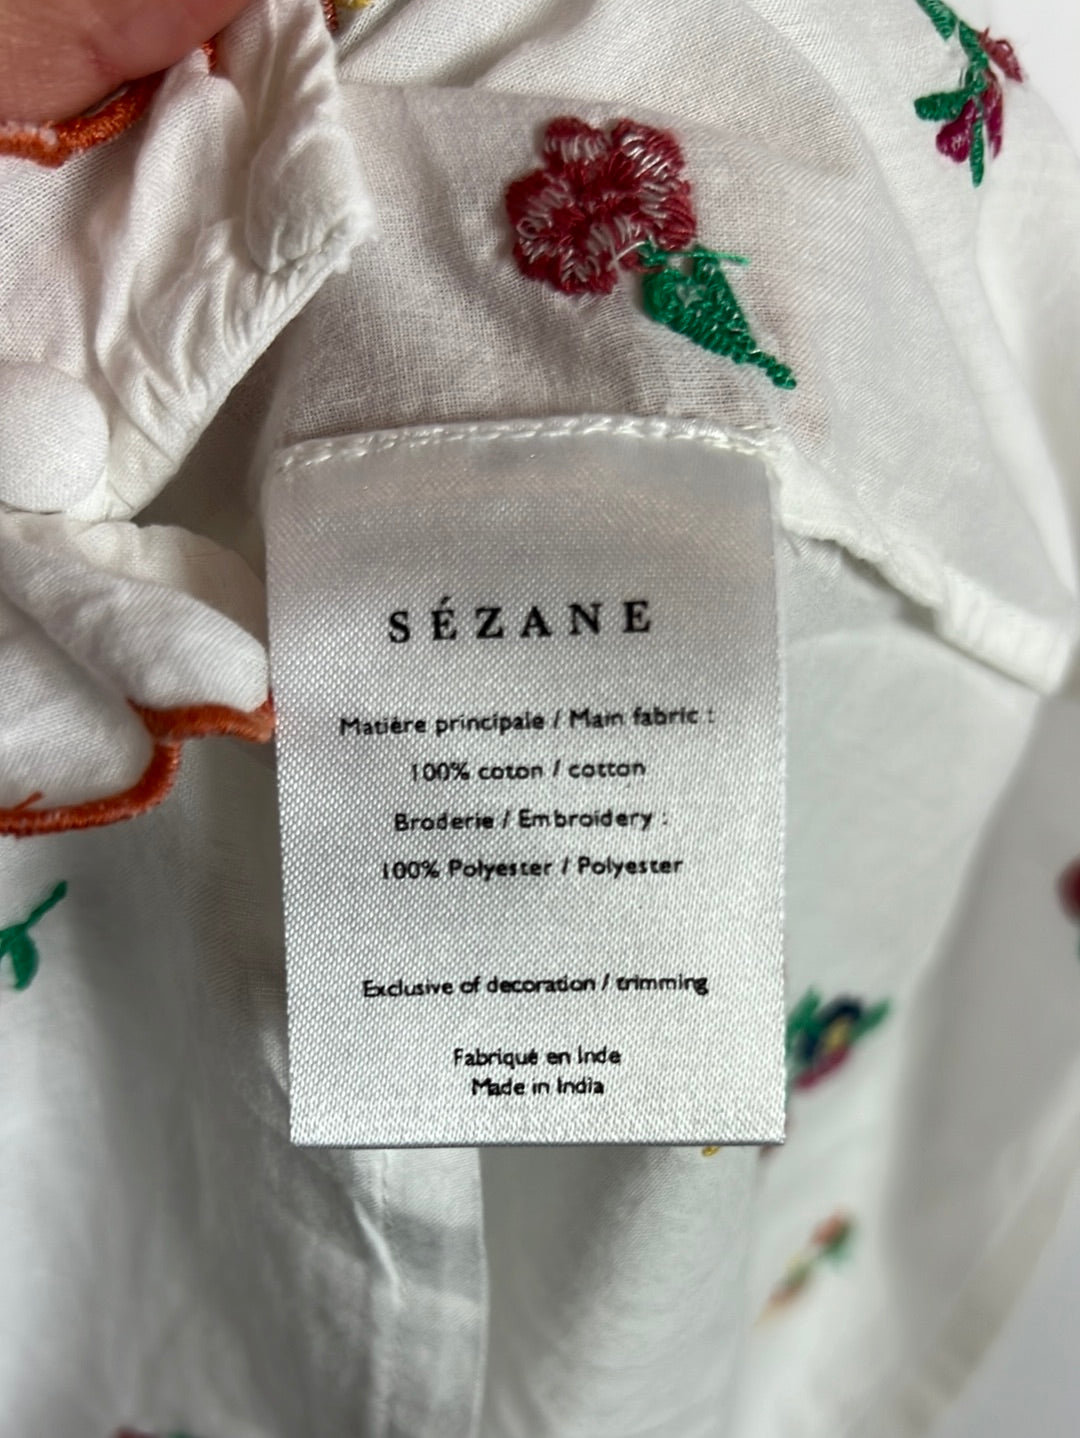 SÉZANE
Matière principale / Main fabric :
100% coton / cotton
Broderie / Embroidery :
100% Polyester / Polyester
Exclusive of decoration / trimming
Fabriqué en Inde
Made in India